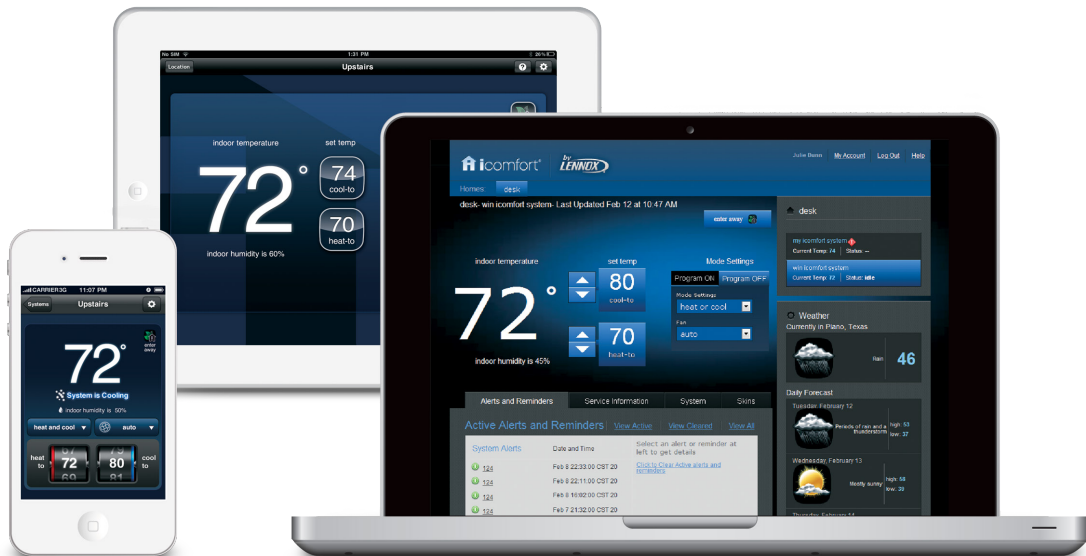 No SIM
1:31 PM
26%
Location
Upstairs
?
indoor temperature
set temp
72°
74
cool-to
70
heat-to
indoor humidity is 60%
CARRIER3G
11:07 PM
Systems
Upstairs
enter
away
72°
System is Cooling
indoor humidity is 50%
heat and cool
auto
heat
to
67
72
69
79
80
81
cool
to
icomfort
by
LENNOX
My Account
Log Out
Help
Homes:
desk
desk- win icomfort system- Last Updated Feb 12 at 10:47 AM
enter away
indoor temperature
set temp
Mode Settings
72°
80
cool-to
70
heat-to
indoor humidity is 45%
Program ON
Program OFF
Mode Settings
heat or cool
Fan
auto
Alerts and Reminders
Service Information
System
Skins
Active Alerts and Reminders
View Active
View Cleared
View All
System Alerts
Date and Time
Select an alert or reminder at
left to get details
Click to Clear Active alerts and
reminders
124
Feb 8 22:33:00 CST 20
124
Feb 8 22:11:00 CST 20
124
Feb 8 16:02:00 CST 20
124
Feb 7 21:32:00 CST 20
desk
my icomfort system
Current Temp: 74
Status: --
win icomfort system
Current Temp: 72
Status: idle
Weather
Currently in Plano, Texas
Rain
46
Daily Forecast
Tuesday, February 12
Periods of rain and a
thunderstorm
high: 53
low: 37
Wednesday, February 13
Mostly sunny
high: 58
low: 39
Thursday, February 14